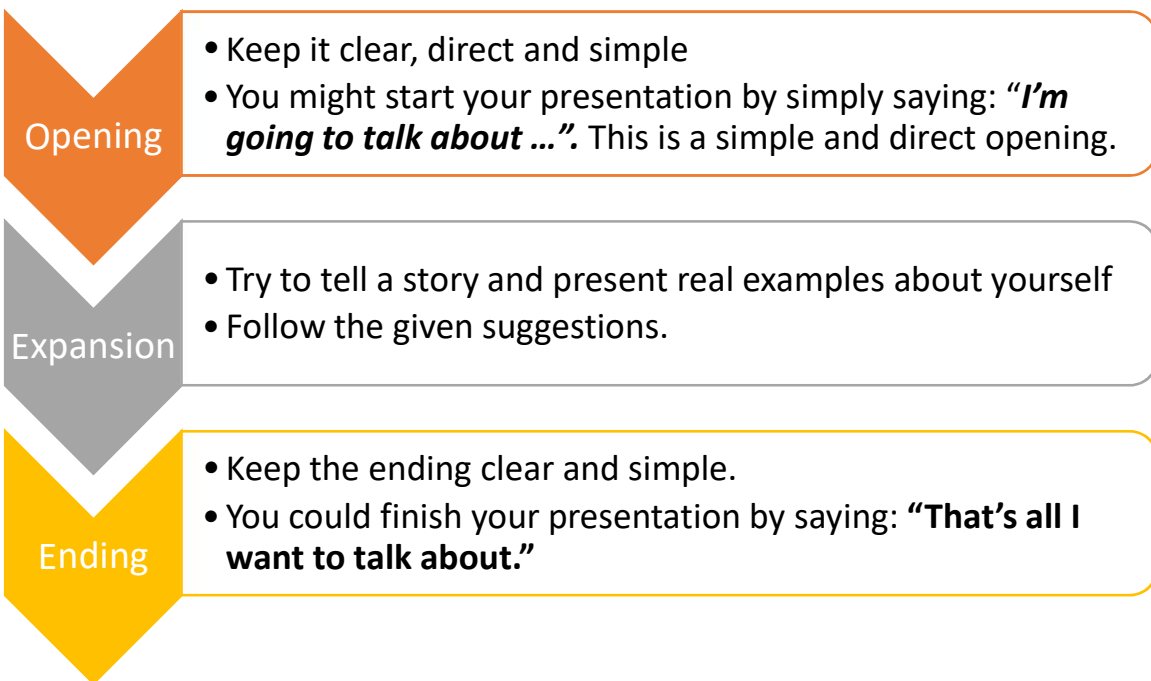 Opening
• Keep it clear, direct and simple
• You might start your presentation by simply saying: “I’m
going to talk about …”. This is a simple and direct opening.
Expansion
• Try to tell a story and present real examples about yourself
• Follow the given suggestions.
Ending
• Keep the ending clear and simple.
• You could finish your presentation by saying: “That’s all I
want to talk about.”